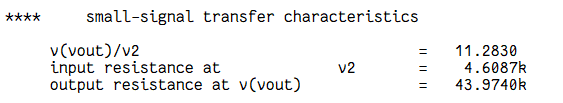 **** small-signal transfer characteristics
v(vout)/v2 = 11.2830
input resistance at v2 = 4.6087k
output resistance at v(vout) = 43.9740k